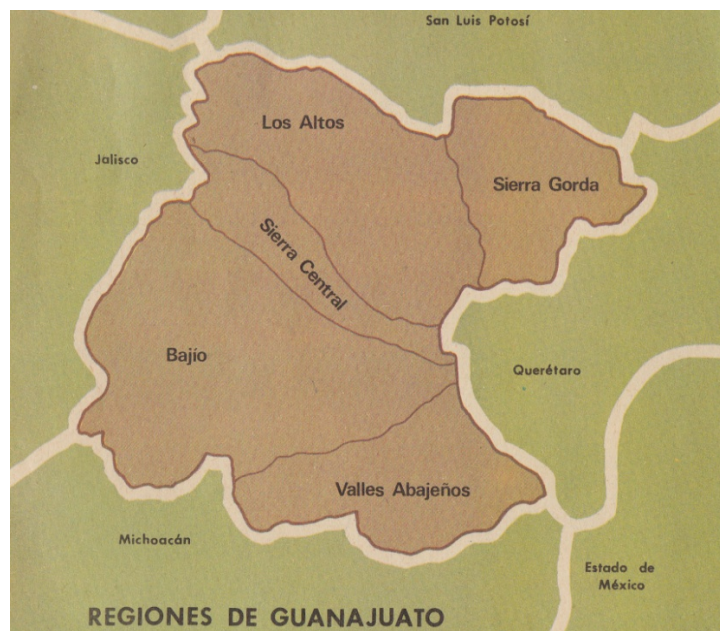 San Luis Potosí
Los Altos
Jalisco
Sierra Gorda
Sierra Central
Bajío
Querétaro
Valles Abajeños
Michoacán
Estado de
México
REGIONES DE GUANAJUATO